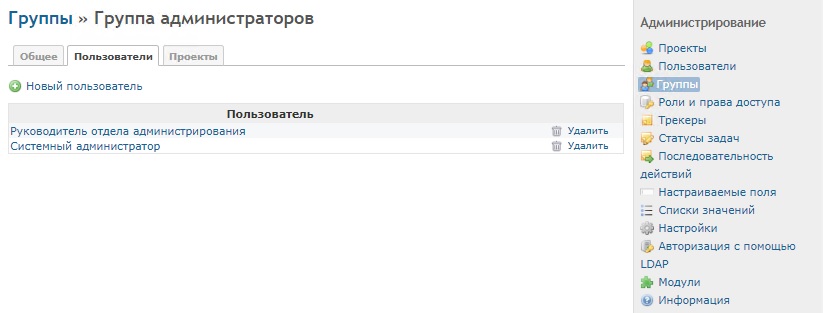 Группы » Группа администраторов
Общее Пользователи Проекты
Новый пользователь
Пользователь
Руководитель отдела администрирования Удалить
Системный администратор Удалить
Администрирование
Проекты
Пользователи
Группы
Роли и права доступа
Трекеры
Статусы задач
Последовательность
действий
Настраиваемые поля
Списки значений
Настройки
Авторизация с помощью
LDAP
Модули
Информация